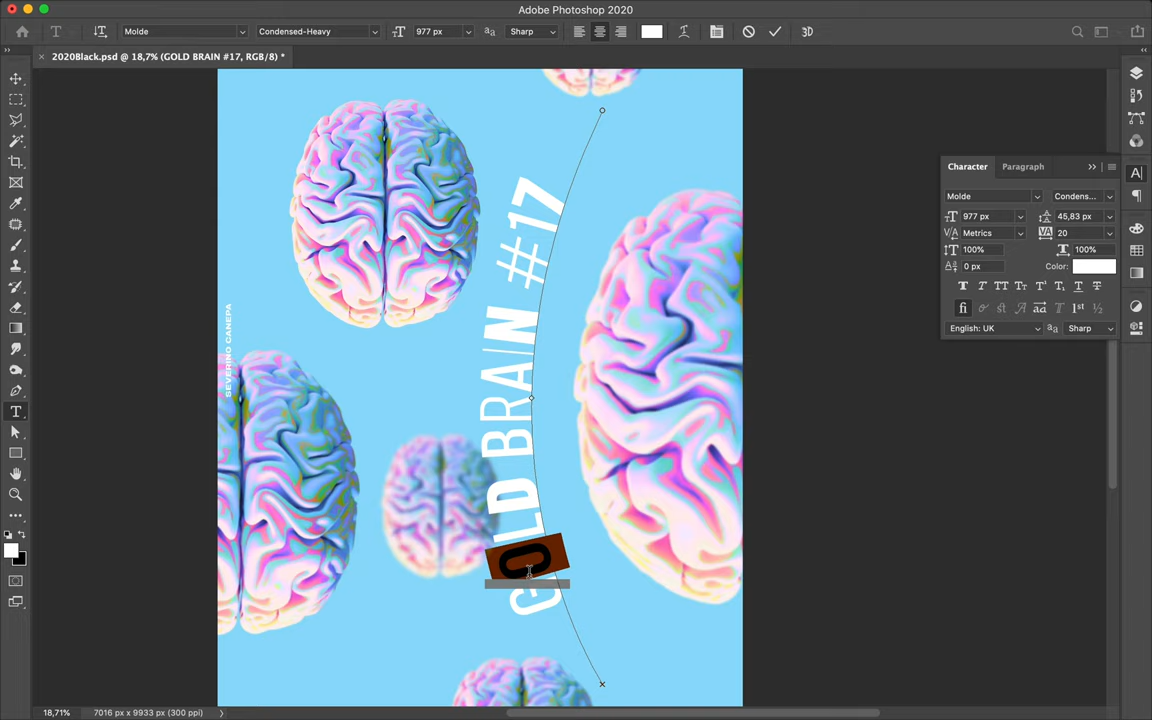 Adobe Photoshop 2020
Molde
Condensed-Heavy
977 px
Sharp
3D
2020Black.psd @ 18,7% (GOLD BRAIN #17, RGB/8) *
SEVERINO CANEPA
GOLD BRAIN #17
Character
Paragraph
Molde
Condens...
977 px
45,83 px
Metrics
20
100%
100%
0 px
Color:
English: UK
Sharp
18,71%
7016 px x 9933 px (300 ppi)